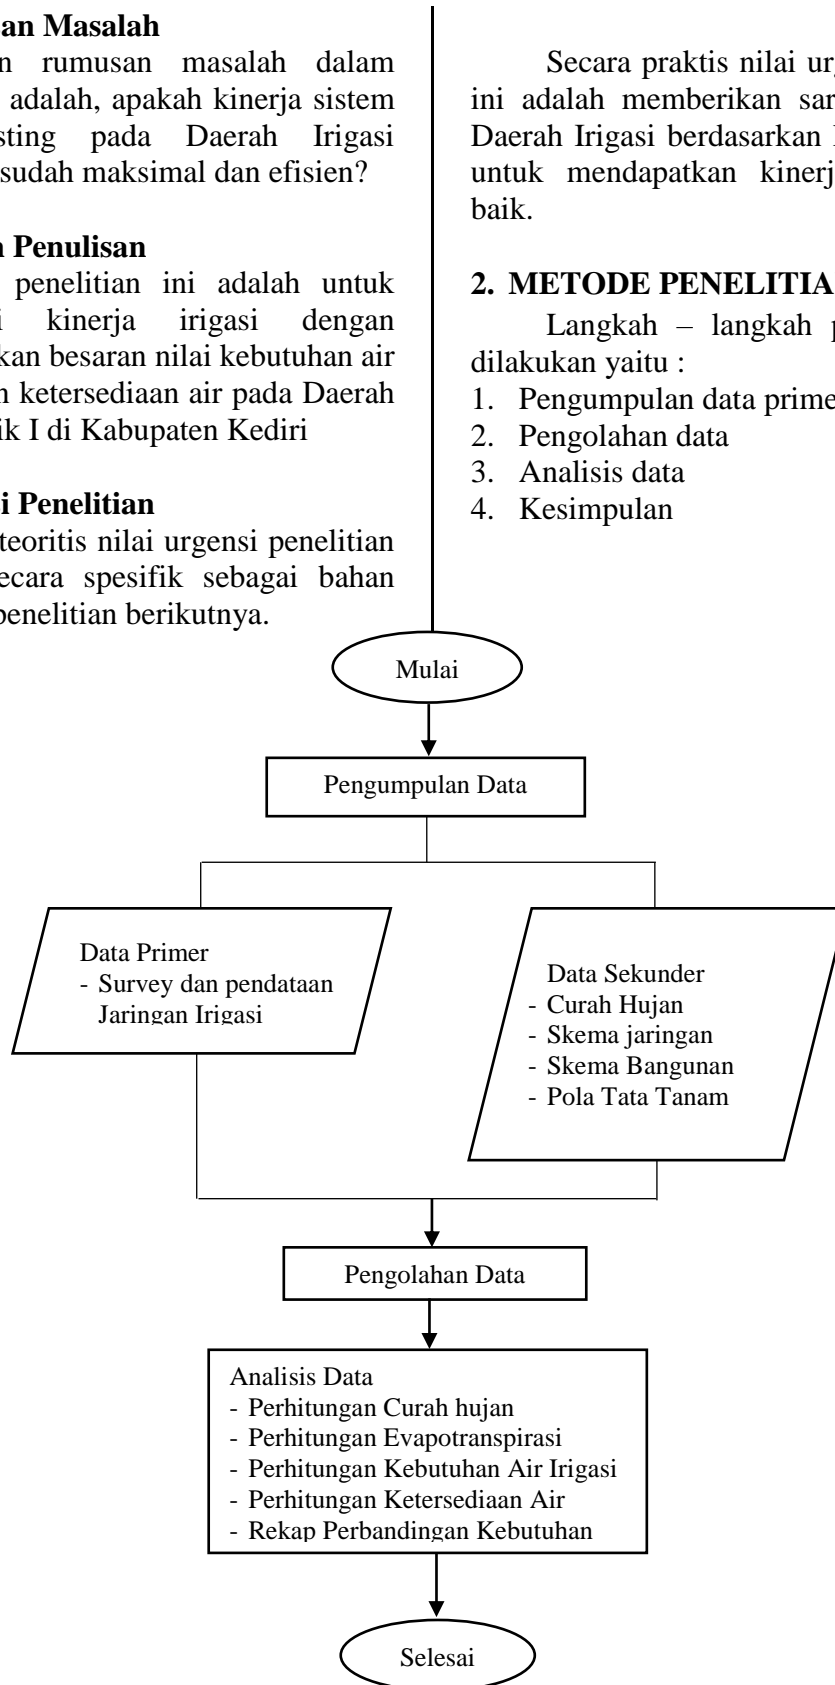 an Masalah
n rumusan masalah dalam
adalah, apakah kinerja sistem
sting pada Daerah Irigasi
sudah maksimal dan efisien?
n Penulisan
penelitian ini adalah untuk
i kinerja irigasi dengan
kan besaran nilai kebutuhan air
n ketersediaan air pada Daerah
ik I di Kabupaten Kediri
si Penelitian
teoritis nilai urgensi penelitian
ecara spesifik sebagai bahan
penelitian berikutnya.
Secara praktis nilai urg
ini adalah memberikan sar
Daerah Irigasi berdasarkan
untuk mendapatkan kinerj
baik.
2. METODE PENELITIA
Langkah – langkah p
dilakukan yaitu :
1. Pengumpulan data prime
2. Pengolahan data
3. Analisis data
4. Kesimpulan
Mulai
Pengumpulan Data
Data Primer
- Survey dan pendataan
Jaringan Irigasi
Data Sekunder
- Curah Hujan
- Skema jaringan
- Skema Bangunan
- Pola Tata Tanam
Pengolahan Data
Analisis Data
- Perhitungan Curah hujan
- Perhitungan Evapotranspirasi
- Perhitungan Kebutuhan Air Irigasi
- Perhitungan Ketersediaan Air
- Rekap Perbandingan Kebutuhan
Selesai